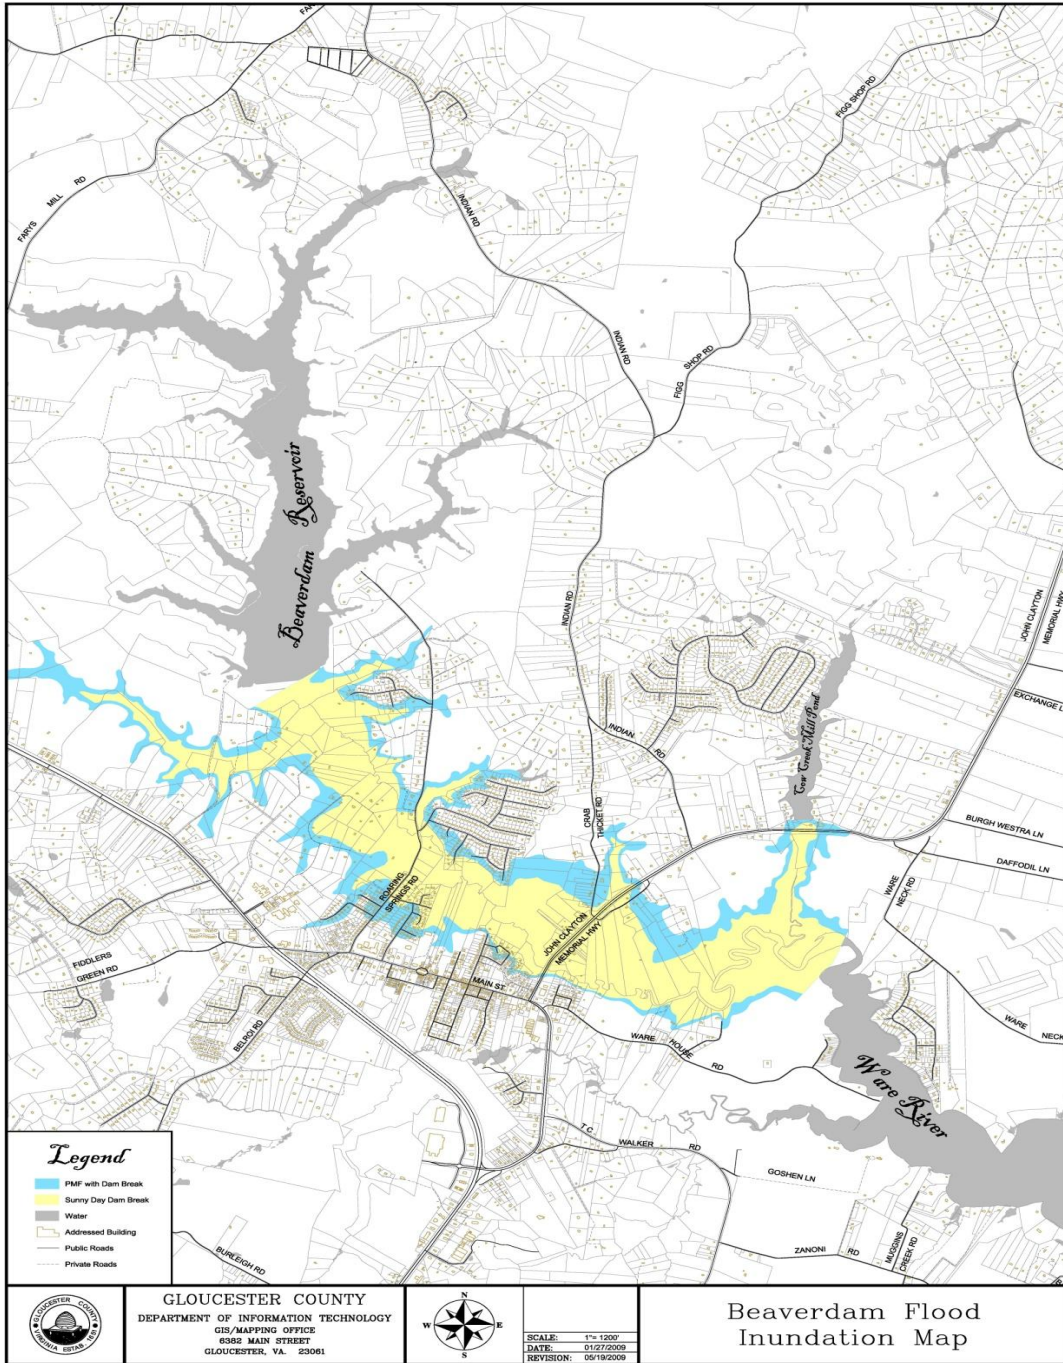 FARYS MILL RD
INDIAN RD
FIGG SHOP RD
INDIAN RD
FIGG SHOP RD
Beaverdam Reservoir
INDIAN RD
JOHN CLAYTON
MEMORIAL HWY
EXCHANGE L
INDIAN RD
Cow Creek Mill Pond
CRAB
THICKET RD
BURGH WESTRA LN
DAFFODIL LN
WARE
NECK RD
ROARING
SPRINGS RD
JOHN CLAYTON
MEMORIAL HWY
FIDDLERS
GREEN RD
MAIN ST
BELROI RD
WARE HOUSE RD
WARE NECK
Ware River
T C WALKER RD
GOSHEN LN
ZANONI RD
MUGGINS
CREEK RD
BURLEIGH RD
Legend
PMF with Dam Break
Sunny Day Dam Break
Water
Addressed Building
Public Roads
Private Roads
GLOUCESTER COUNTY
VIRGINIA ESTAB. 1651
GLOUCESTER COUNTY
DEPARTMENT OF INFORMATION TECHNOLOGY
GIS/MAPPING OFFICE
6382 MAIN STREET
GLOUCESTER, VA. 23061
N
W E
S
SCALE: 1"= 1200'
DATE: 01/27/2009
REVISION: 05/19/2009
Beaverdam Flood
Inundation Map